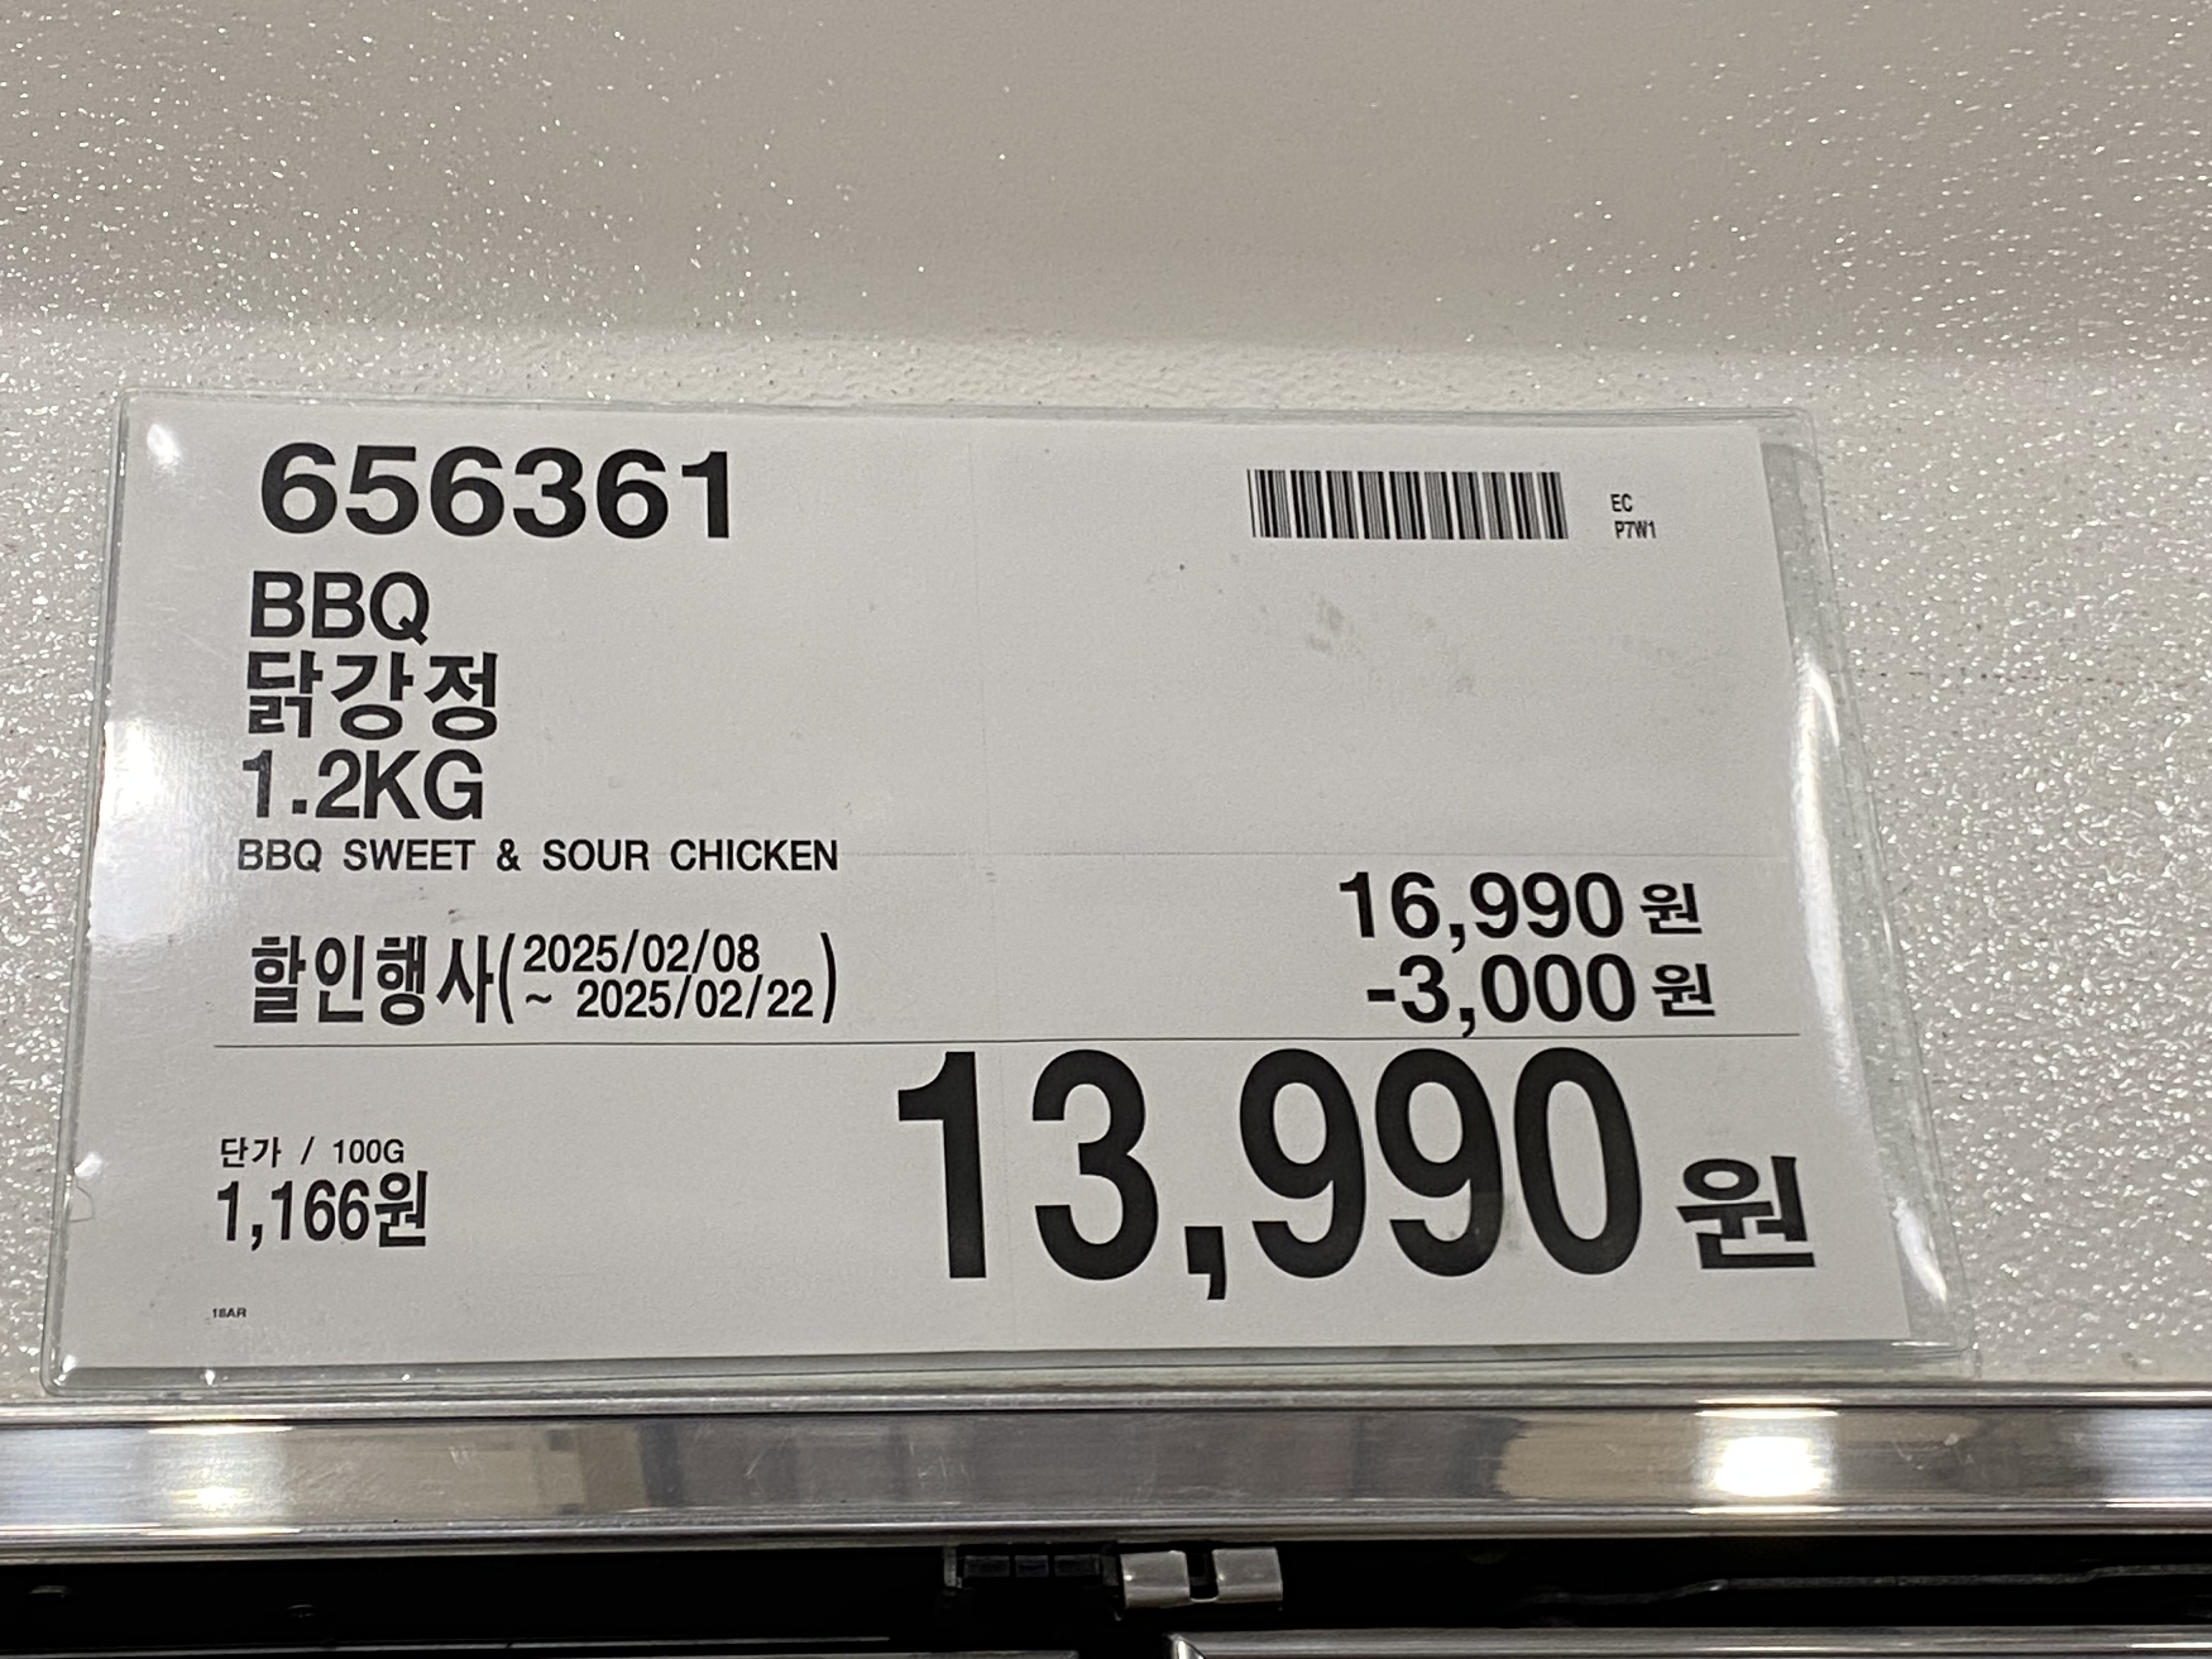 656361
EC
P7W1
BBQ
닭강정
1.2KG
BBQ SWEET & SOUR CHICKEN
16,990 원
할인행사(2025/02/08
~ 2025/02/22)
-3,000 원
13,990 원
단가 / 100G
1,166원
18AR